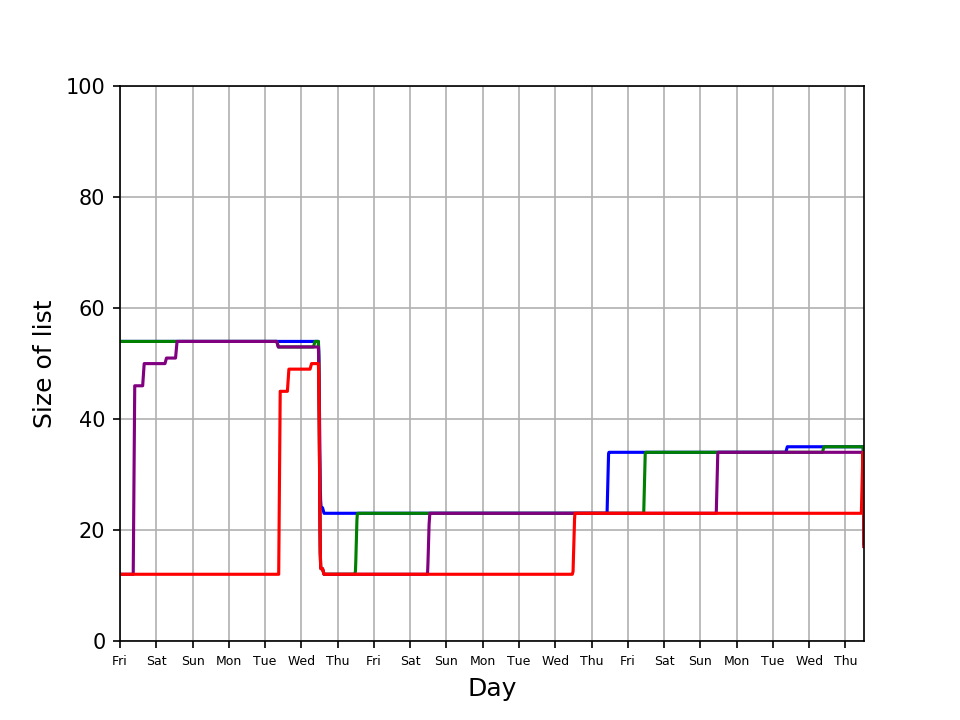 100
80
60
40
20
0
Size of list
Fri Sat Sun Mon Tue Wed Thu Fri Sat Sun Mon Tue Wed Thu Fri Sat Sun Mon Tue Wed Thu
Day